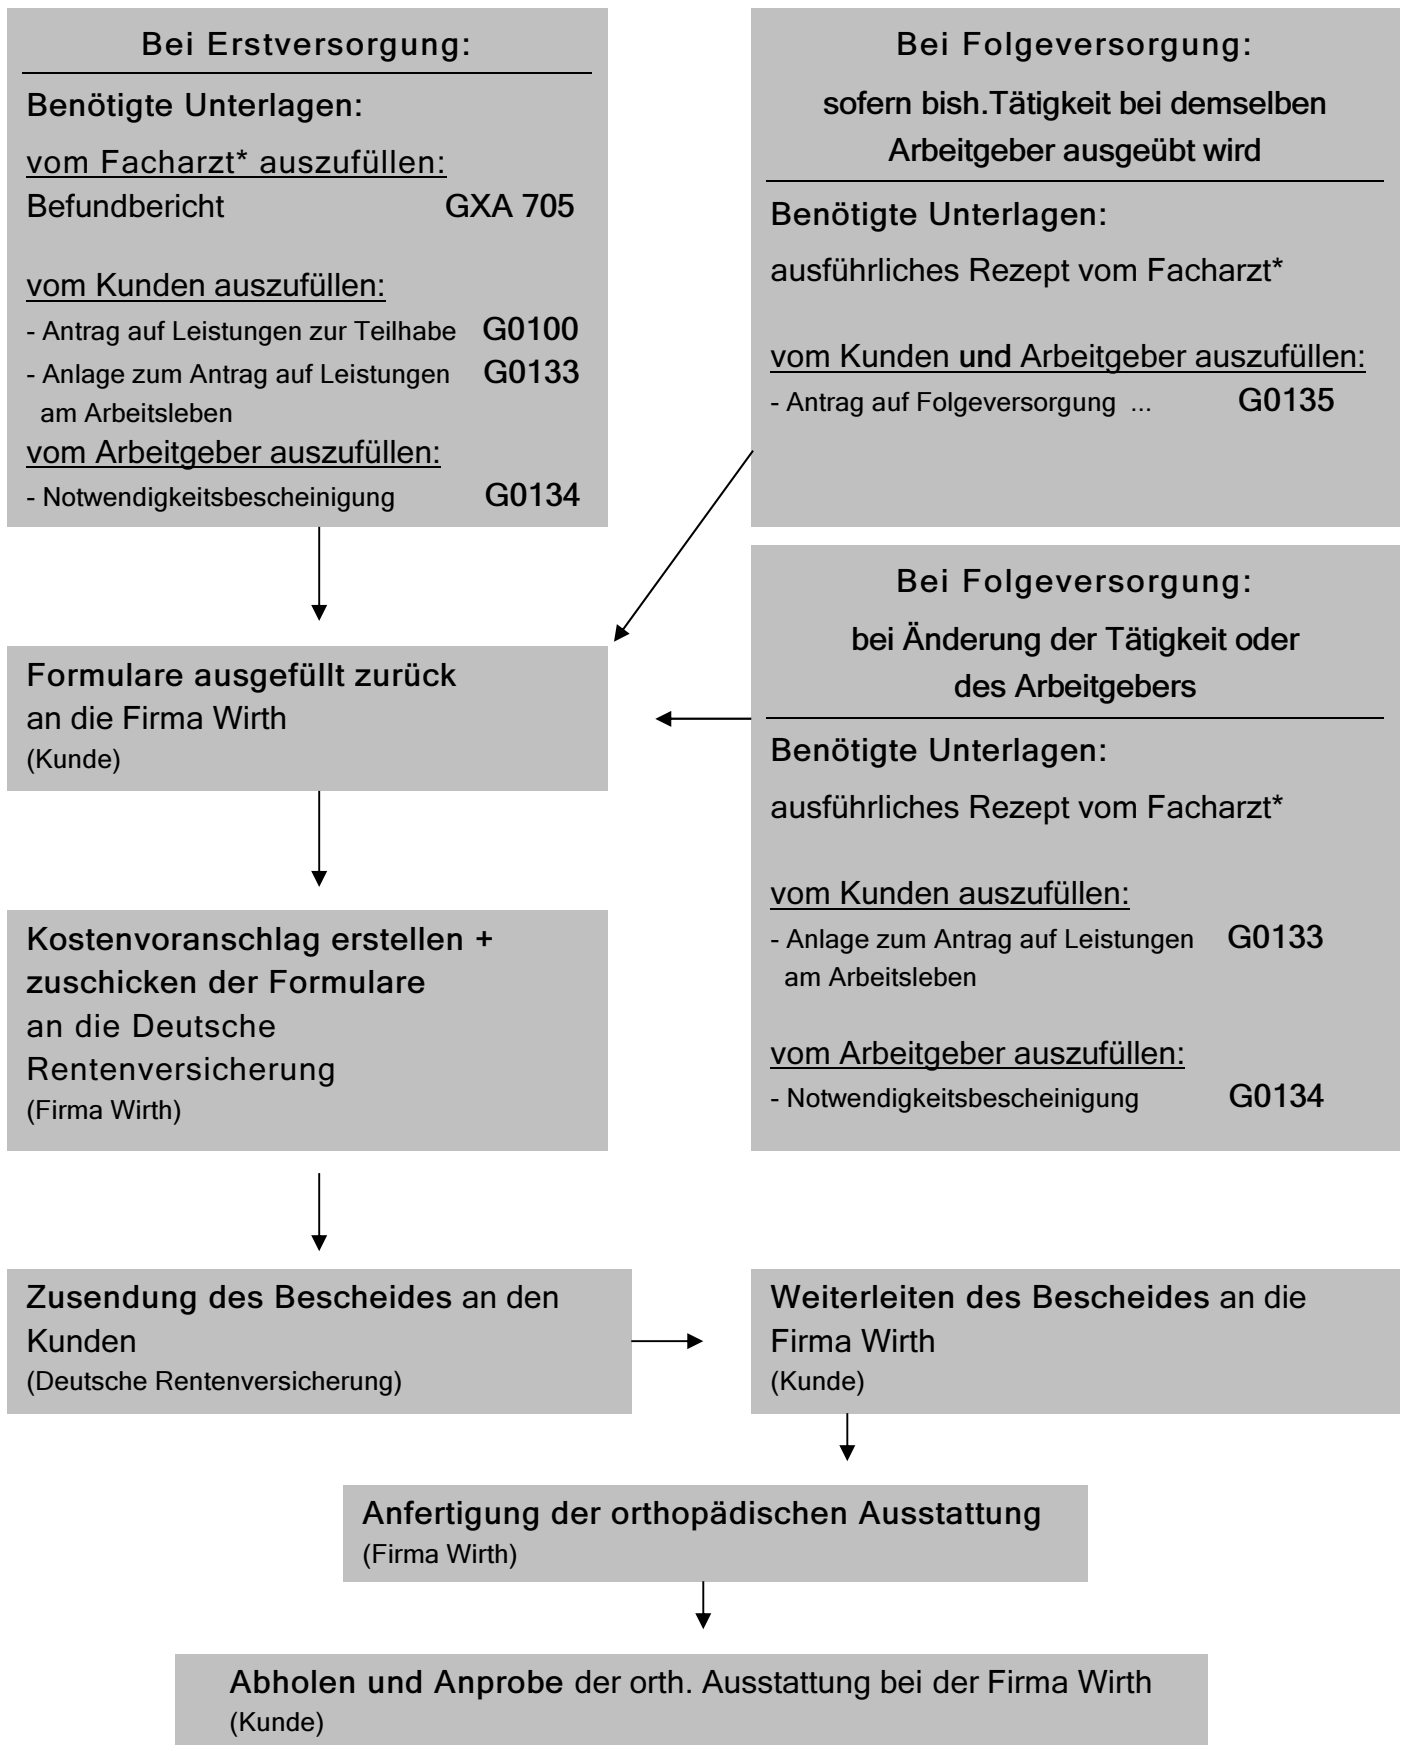 Bei Erstversorgung:
Benötigte Unterlagen:
vom Facharzt* auszufüllen:
Befundbericht GXA 705
vom Kunden auszufüllen:
- Antrag auf Leistungen zur Teilhabe G0100
- Anlage zum Antrag auf Leistungen G0133
am Arbeitsleben
vom Arbeitgeber auszufüllen:
- Notwendigkeitsbescheinigung G0134
Bei Folgeversorgung:
sofern bish.Tätigkeit bei demselben
Arbeitgeber ausgeübt wird
Benötigte Unterlagen:
ausführliches Rezept vom Facharzt*
vom Kunden und Arbeitgeber auszufüllen:
- Antrag auf Folgeversorgung ... G0135
Bei Folgeversorgung:
bei Änderung der Tätigkeit oder
des Arbeitgebers
Benötigte Unterlagen:
ausführliches Rezept vom Facharzt*
vom Kunden auszufüllen:
- Anlage zum Antrag auf Leistungen G0133
am Arbeitsleben
vom Arbeitgeber auszufüllen:
- Notwendigkeitsbescheinigung G0134
Formulare ausgefüllt zurück
an die Firma Wirth
(Kunde)
Kostenvoranschlag erstellen +
zuschicken der Formulare
an die Deutsche
Rentenversicherung
(Firma Wirth)
Zusendung des Bescheides an den
Kunden
(Deutsche Rentenversicherung)
Weiterleiten des Bescheides an die
Firma Wirth
(Kunde)
Anfertigung der orthopädischen Ausstattung
(Firma Wirth)
Abholen und Anprobe der orth. Ausstattung bei der Firma Wirth
(Kunde)